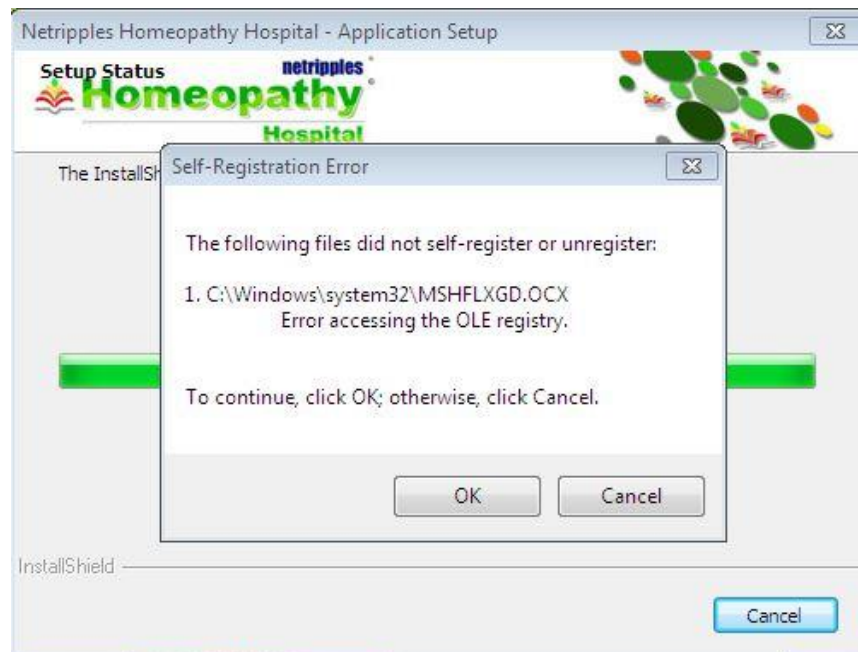 Netripples Homeopathy Hospital - Application Setup
Setup Status
netripples
Homeopathy
Hospital
The InstallSh
Self-Registration Error
The following files did not self-register or unregister:
1. C:\Windows\system32\MSHFLXGD.OCX
Error accessing the OLE registry.
To continue, click OK; otherwise, click Cancel.
OK
Cancel
InstallShield
Cancel